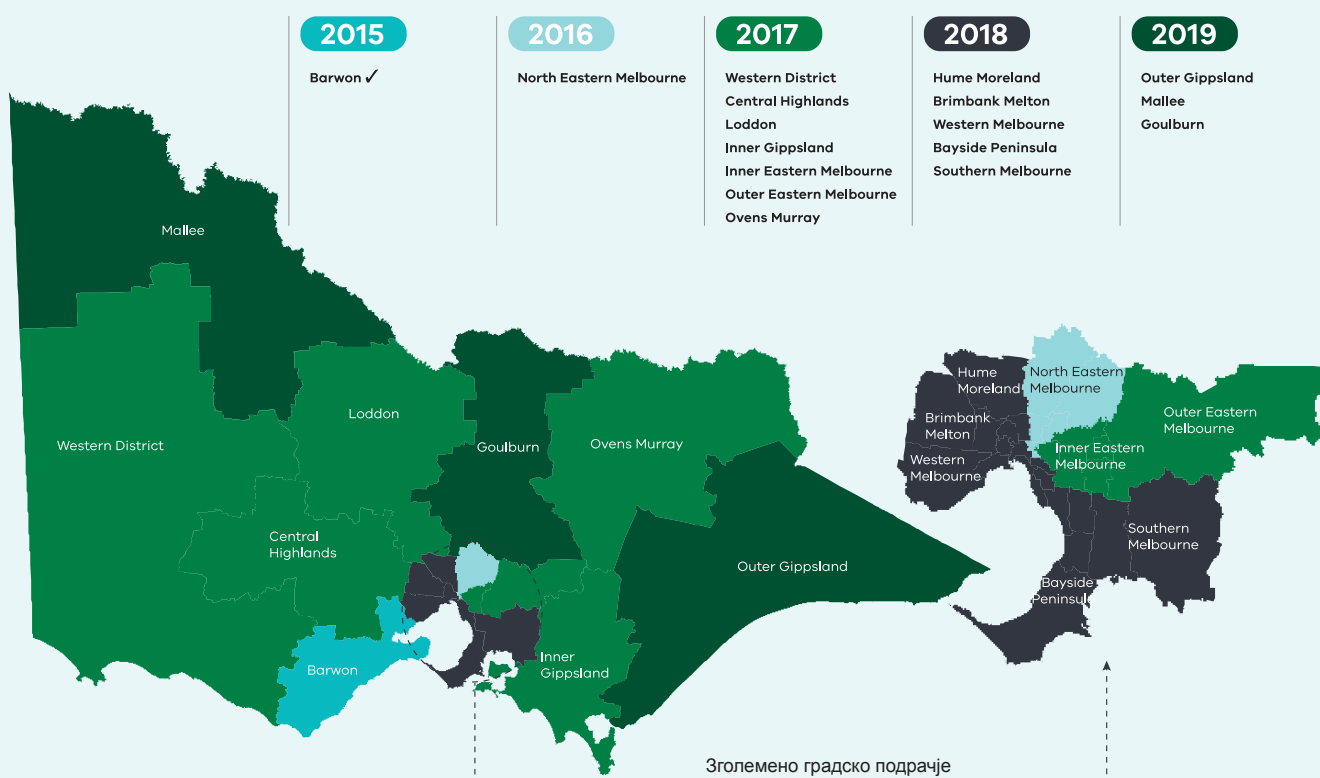 2015
Barwon ✓
2016
North Eastern Melbourne
2017
Western District
Central Highlands
Loddon
Inner Gippsland
Inner Eastern Melbourne
Outer Eastern Melbourne
Ovens Murray
2018
Hume Moreland
Brimbank Melton
Western Melbourne
Bayside Peninsula
Southern Melbourne
2019
Outer Gippsland
Mallee
Goulburn
Mallee
Western District
Loddon
Goulburn
Ovens Murray
Central
Highlands
Outer Gippsland
Barwon
Inner
Gippsland
Hume
Moreland
North Eastern
Melbourne
Brimbank
Melton
Outer Eastern
Melbourne
Western
Melbourne
Inner Eastern
Melbourne
Southern
Melbourne
Bayside
Peninsula
Зголемено градско подрачје